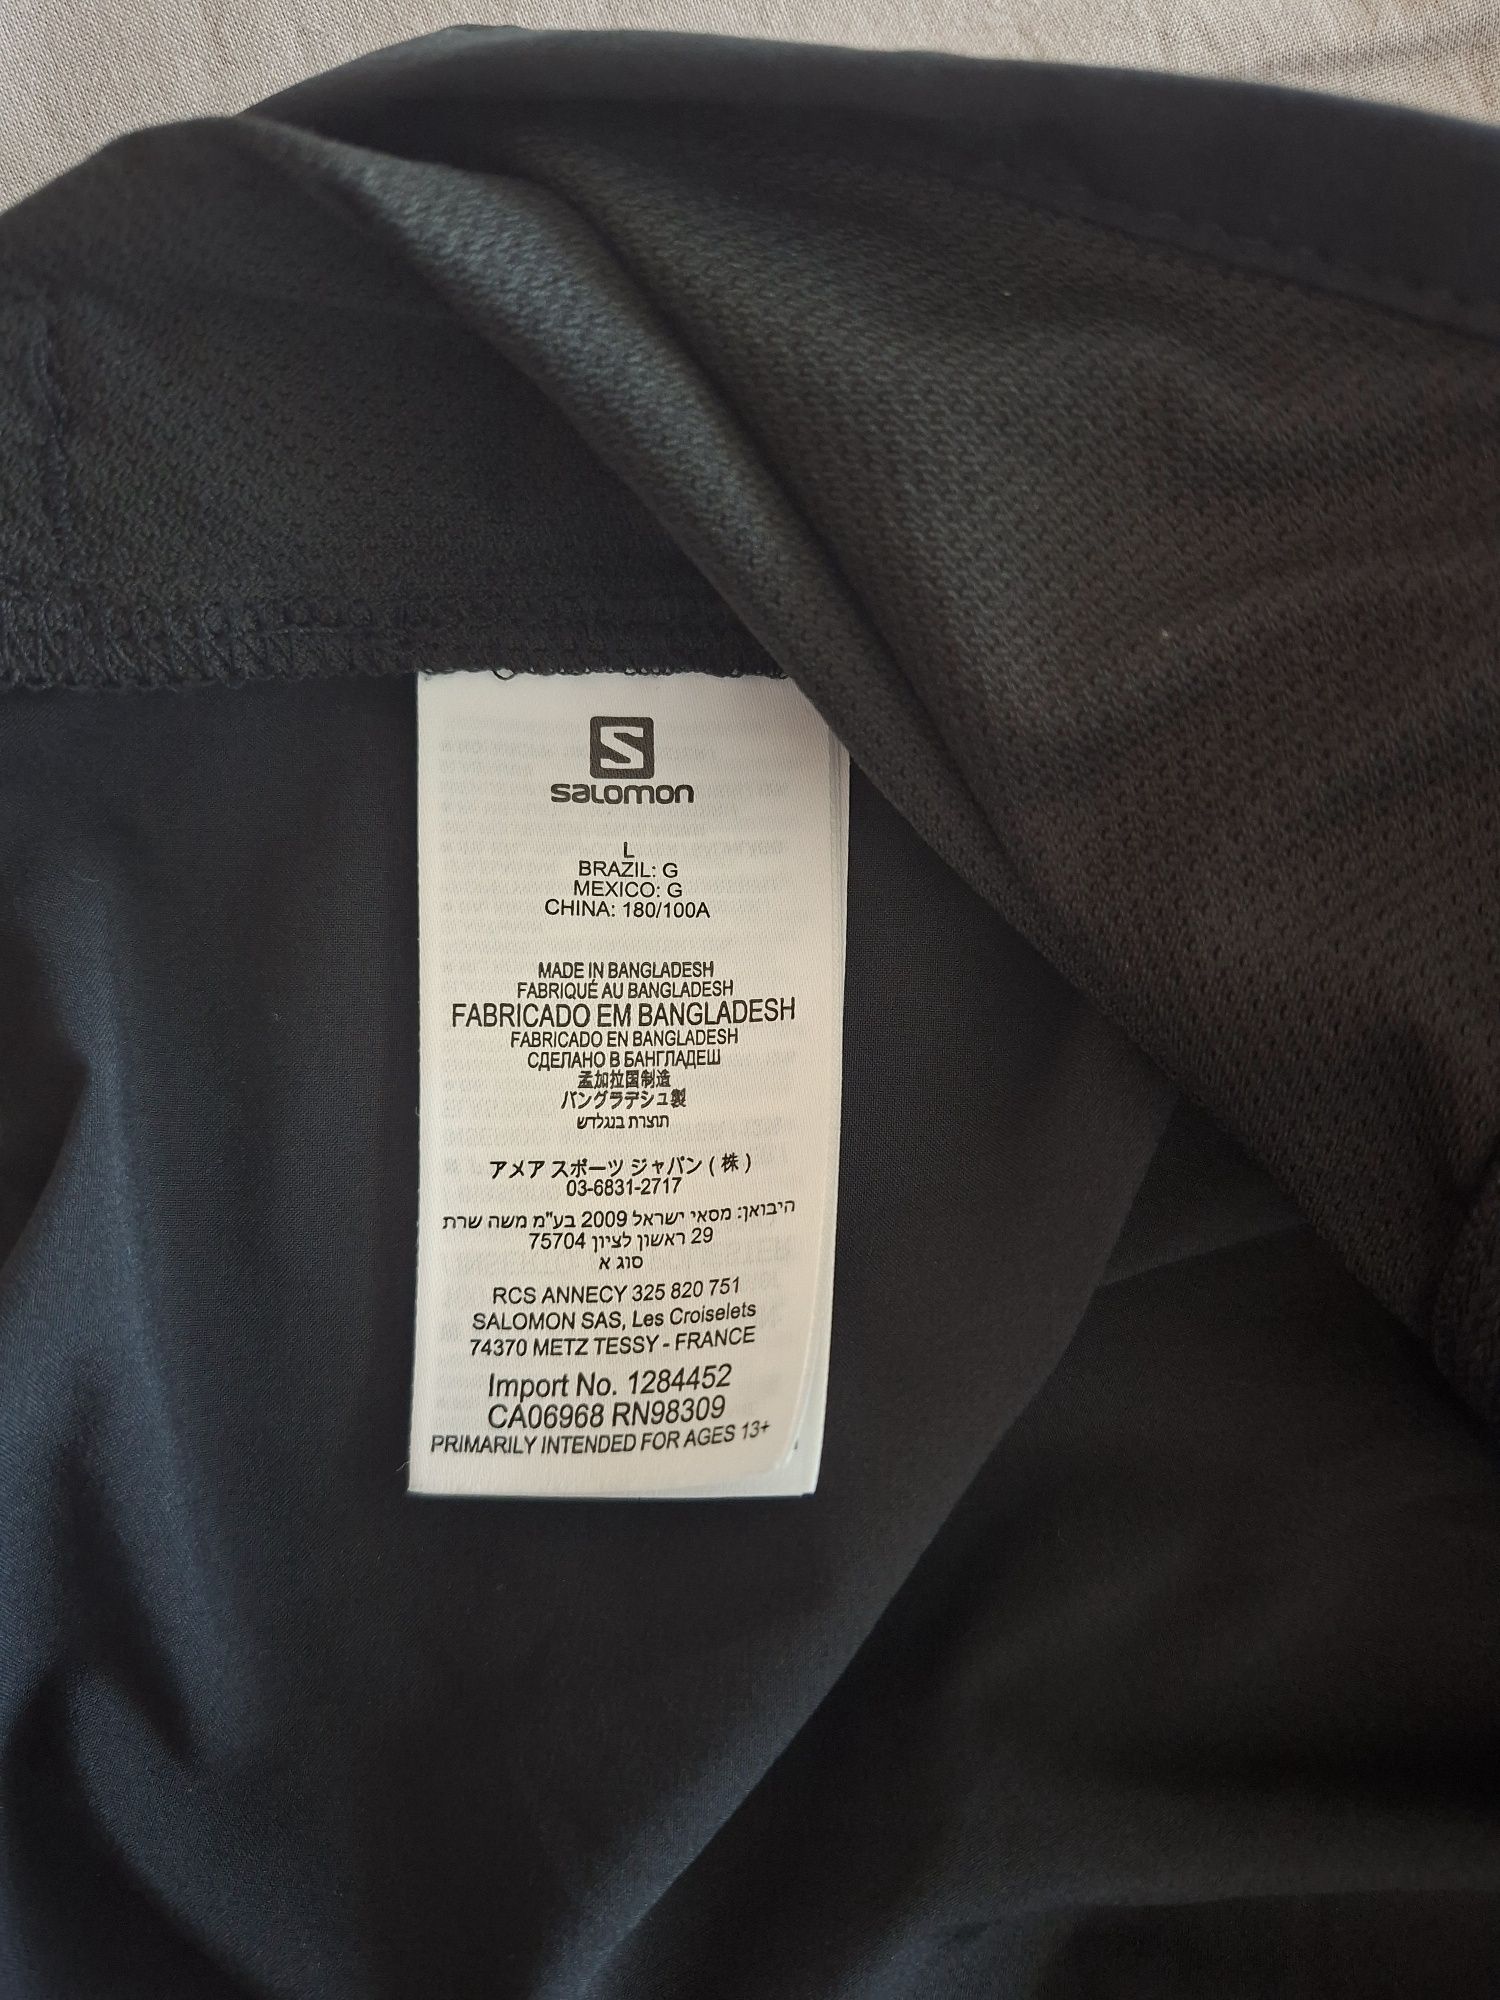 S
salomon
L
BRAZIL: G
MEXICO: G
CHINA: 180/100A
MADE IN BANGLADESH
FABRIQUÉ AU BANGLADESH
FABRICADO EM BANGLADESH
FABRICADO EN BANGLADESH
СДЕЛАНО В БАНГЛАДЕШ
孟加拉国制造
バングラデシュ製
תוצרת בנגלדש
アメア スポーツ ジャパン ( 株 )
03-6831-2717
היבואן: מסאי ישראל 2009 בע"מ משה שרת
29 ראשון לציון 75704
סוג א
RCS ANNECY 325 820 751
SALOMON SAS, Les Croiselets
74370 METZ TESSY - FRANCE
Import No. 1284452
CA06968 RN98309
PRIMARILY INTENDED FOR AGES 13+